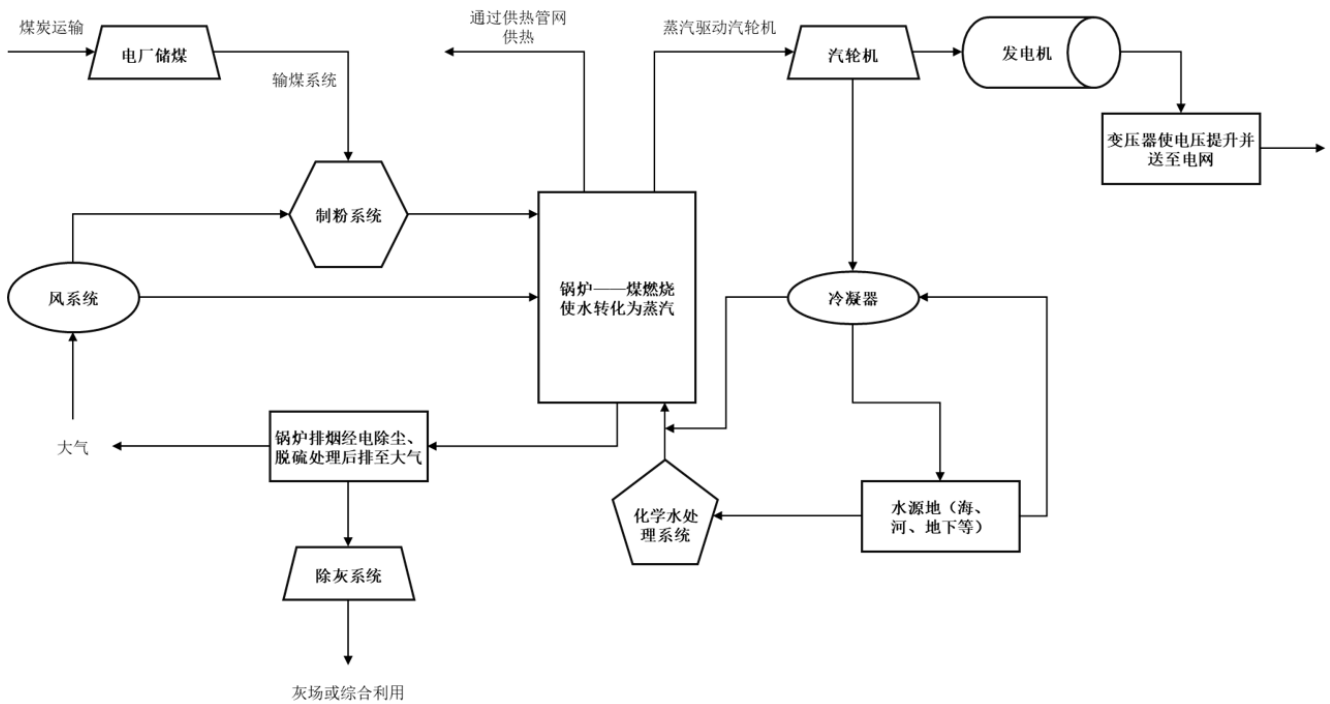 煤炭运输
电厂储煤
输煤系统
通过供热管网
供热
蒸汽驱动汽轮机
汽轮机
发电机
变压器使电压提升并
送至电网
制粉系统
风系统
锅炉——煤燃烧
使水转化为蒸汽
冷凝器
大气
锅炉排烟经电除尘、
脱硫处理后排至大气
化学水处
理系统
水源地（海、
河、地下等）
除灰系统
灰场或综合利用